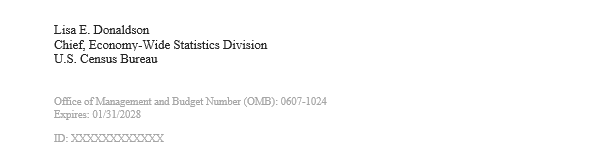 Lisa E. Donaldson
Chief, Economy-Wide Statistics Division
U.S. Census Bureau
Office of Management and Budget Number (OMB): 0607-1024
Expires: 01/31/2028
ID: XXXXXXXXXXXXX